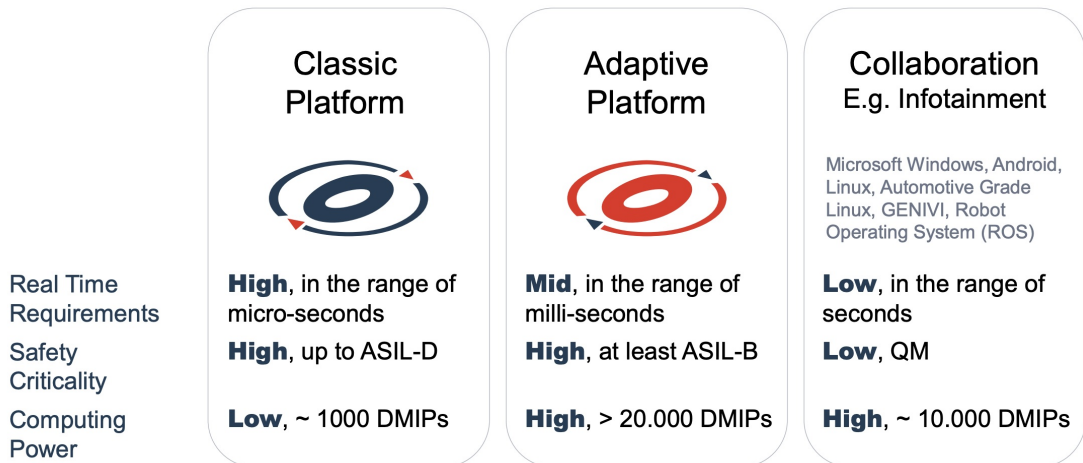 Classic
Platform
Adaptive
Platform
Collaboration
E.g. Infotainment
Microsoft Windows, Android,
Linux, Automotive Grade
Linux, GENIVI, Robot
Operating System (ROS)
Real Time
Requirements
High, in the range of
micro-seconds
Mid, in the range of
milli-seconds
Low, in the range of
seconds
Safety
Criticality
High, up to ASIL-D
High, at least ASIL-B
Low, QM
Computing
Power
Low, ~ 1000 DMIPs
High, > 20.000 DMIPs
High, ~ 10.000 DMIPs